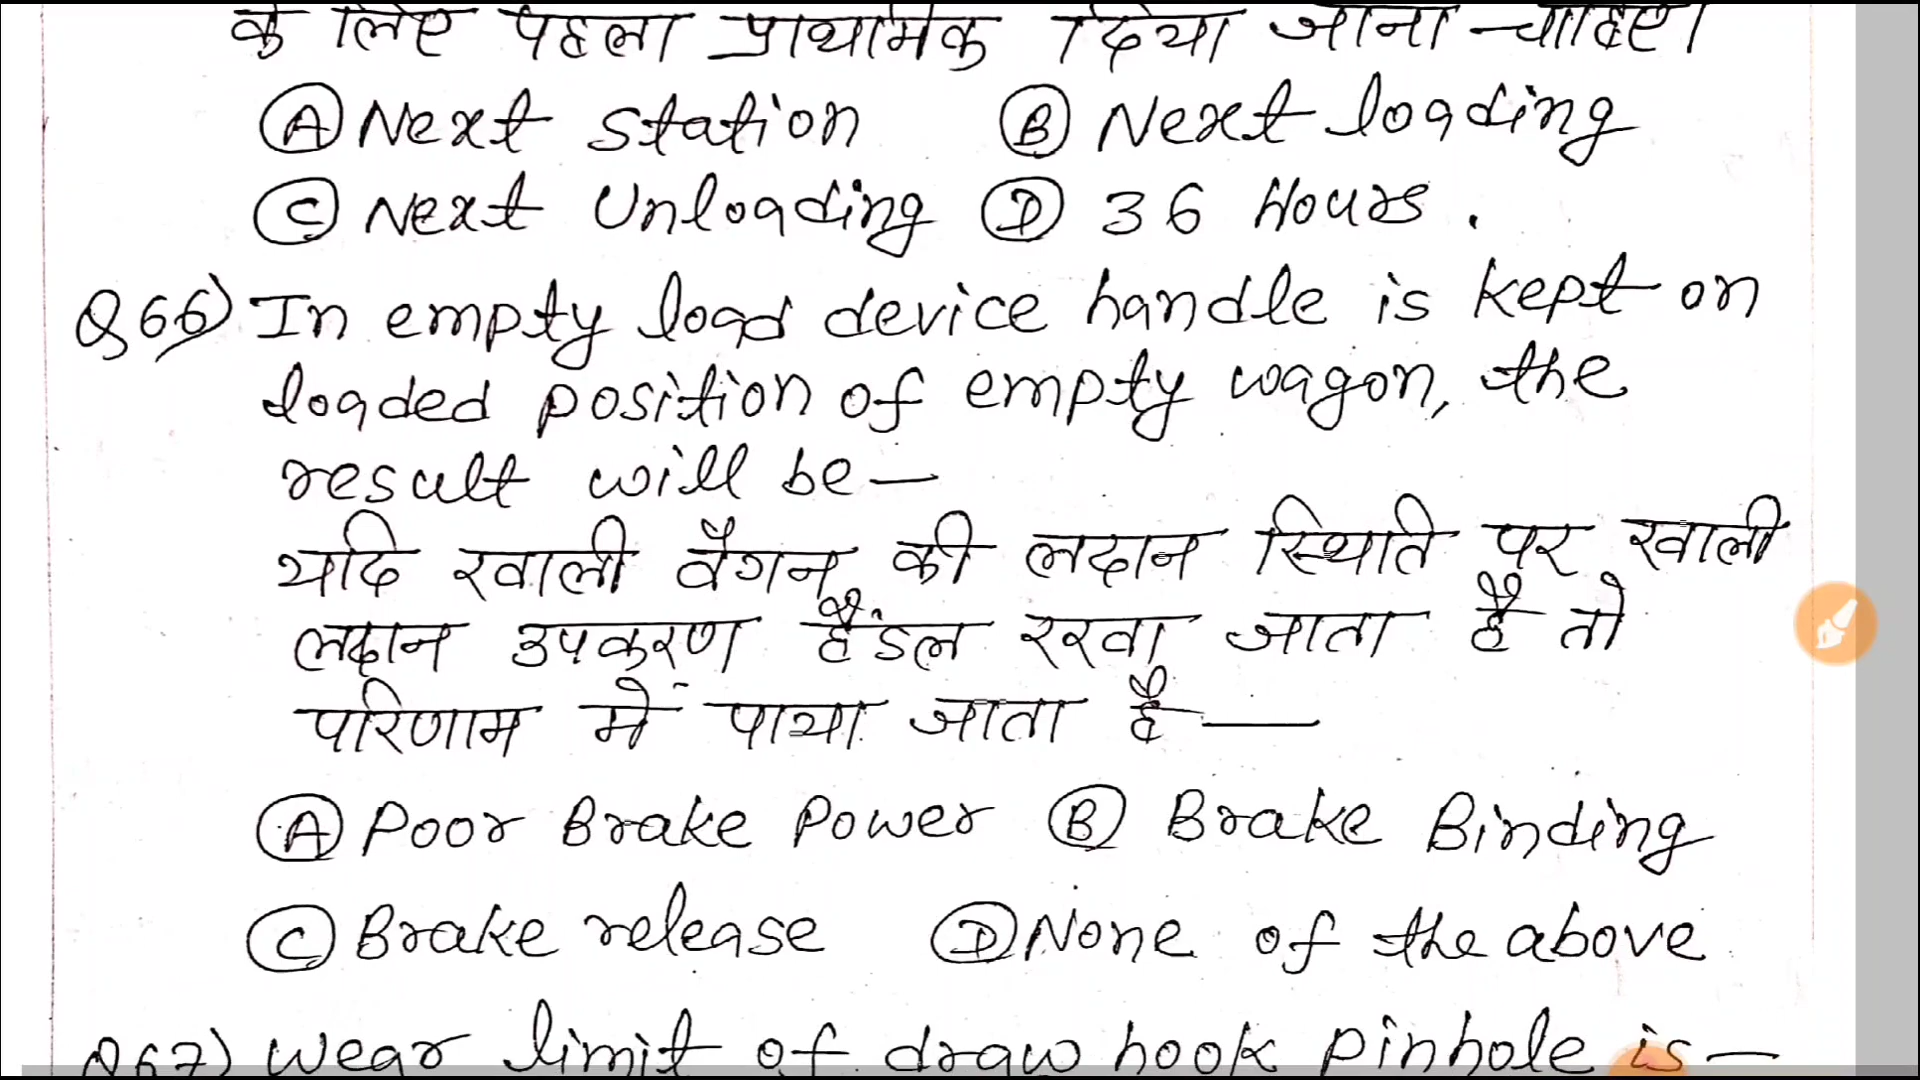 के लिए पहला प्राथमिक दिया जाना चाहिए।
Ⓐ Next station Ⓑ Next loading
Ⓒ Next Unloading Ⓓ 36 Hours.
Q66) In empty load device handle is kept on
loaded position of empty wagon, the
result will be —
यदि खाली वैगन की लदान स्थिति पर खाली
लदान उपकरण हैंडल रखा जाता है तो
परिणाम में पाया जाता है —
Ⓐ Poor Brake Power Ⓑ Brake Binding
Ⓒ Brake release Ⓓ None of the above
Q67) Wear limit of draw hook pinhole is —